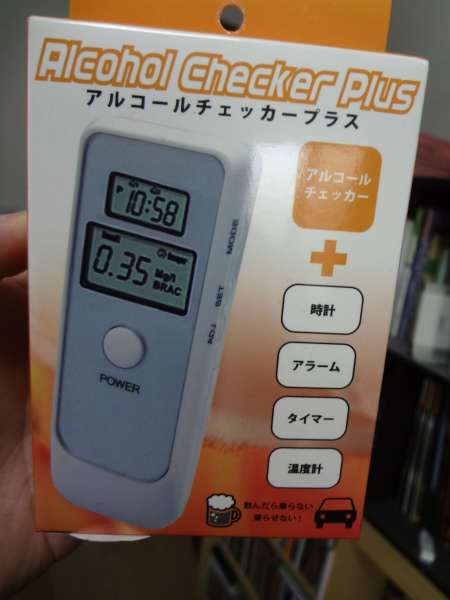 Alcohol Checker Plus
アルコールチェッカープラス
アルコール
チェッカー
+
時計
アラーム
タイマー
温度計
P 10:58
0.35 Mg/l
BRAC
MODE
SET
ADJ
POWER
飲んだら乗らない
乗らせない!